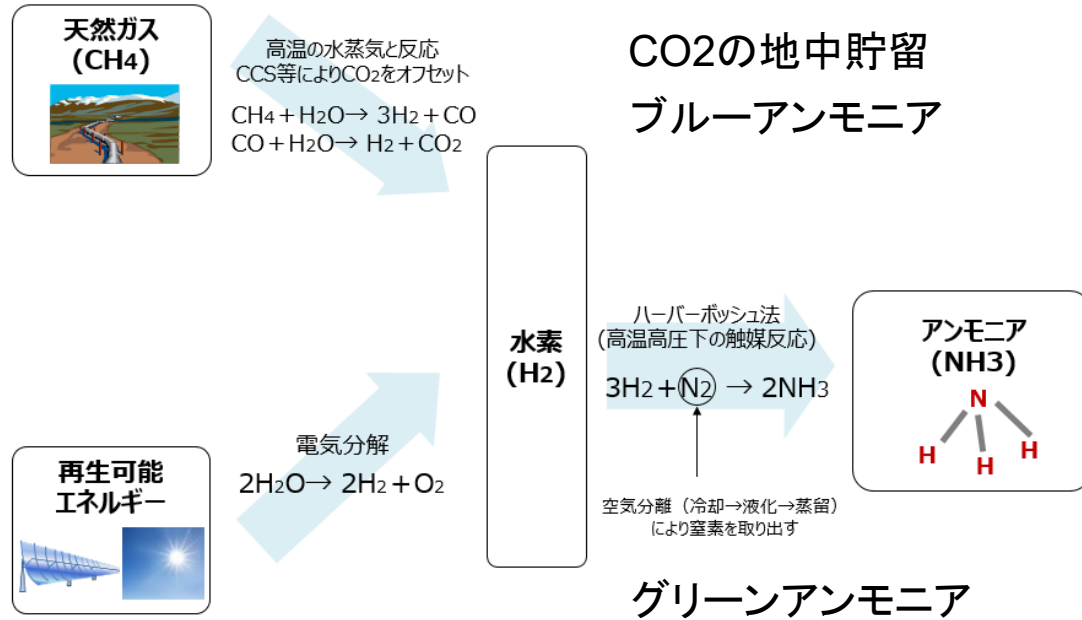 天然ガス
(CH4)
高温の水蒸気と反応
CCS等によりCO2をオフセット
CH4+H2O→ 3H2+CO
CO+H2O→ H2+CO2
CO2の地中貯留
ブルーアンモニア
水素
(H2)
ハーバーボッシュ法
(高温高圧下の触媒反応)
3H2+N2 → 2NH3
空気分離（冷却→液化→蒸留）
により窒素を取り出す
アンモニア
(NH3)
N
H
H
H
再生可能
エネルギー
電気分解
2H2O→ 2H2+O2
グリーンアンモニア